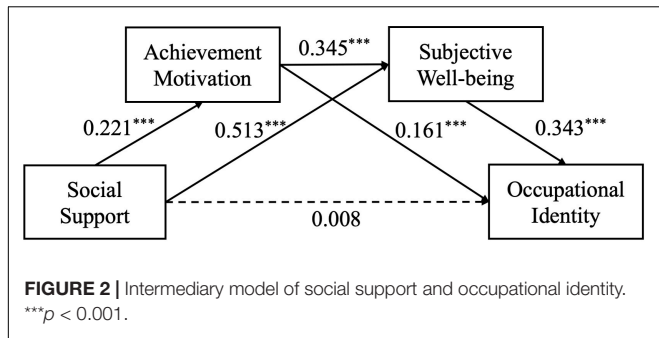 Achievement
Motivation
0.345***
Subjective
Well-being
0.221***
0.513***
0.161***
0.343***
Social
Support
0.008
Occupational
Identity
FIGURE 2 | Intermediary model of social support and occupational identity.
***p < 0.001.